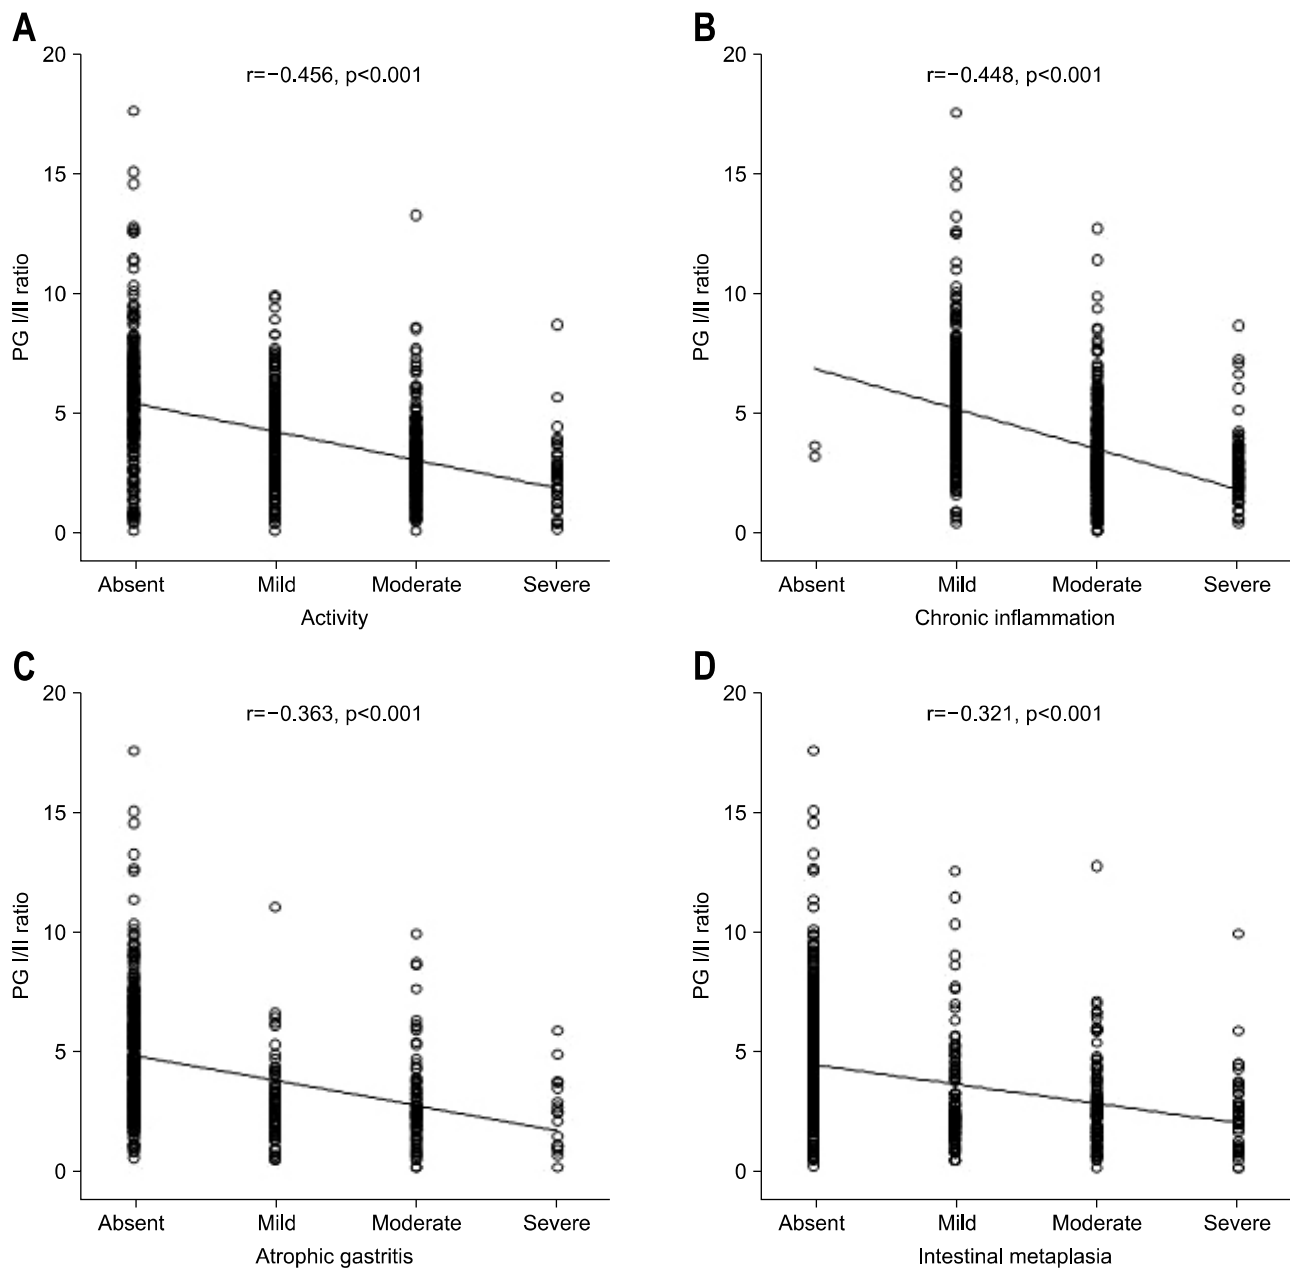 A
r=−0.456, p<0.001
20
15
10
5
0
PG I/II ratio
Absent Mild Moderate Severe
Activity
B
r=−0.448, p<0.001
20
15
10
5
0
PG I/II ratio
Absent Mild Moderate Severe
Chronic inflammation
C
r=−0.363, p<0.001
20
15
10
5
0
PG I/II ratio
Absent Mild Moderate Severe
Atrophic gastritis
D
r=−0.321, p<0.001
20
15
10
5
0
PG I/II ratio
Absent Mild Moderate Severe
Intestinal metaplasia